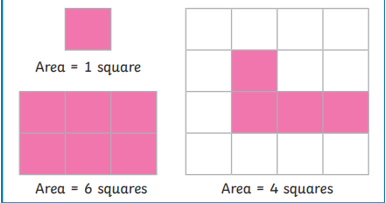 Area = 1 square
Area = 6 squares
Area = 4 squares